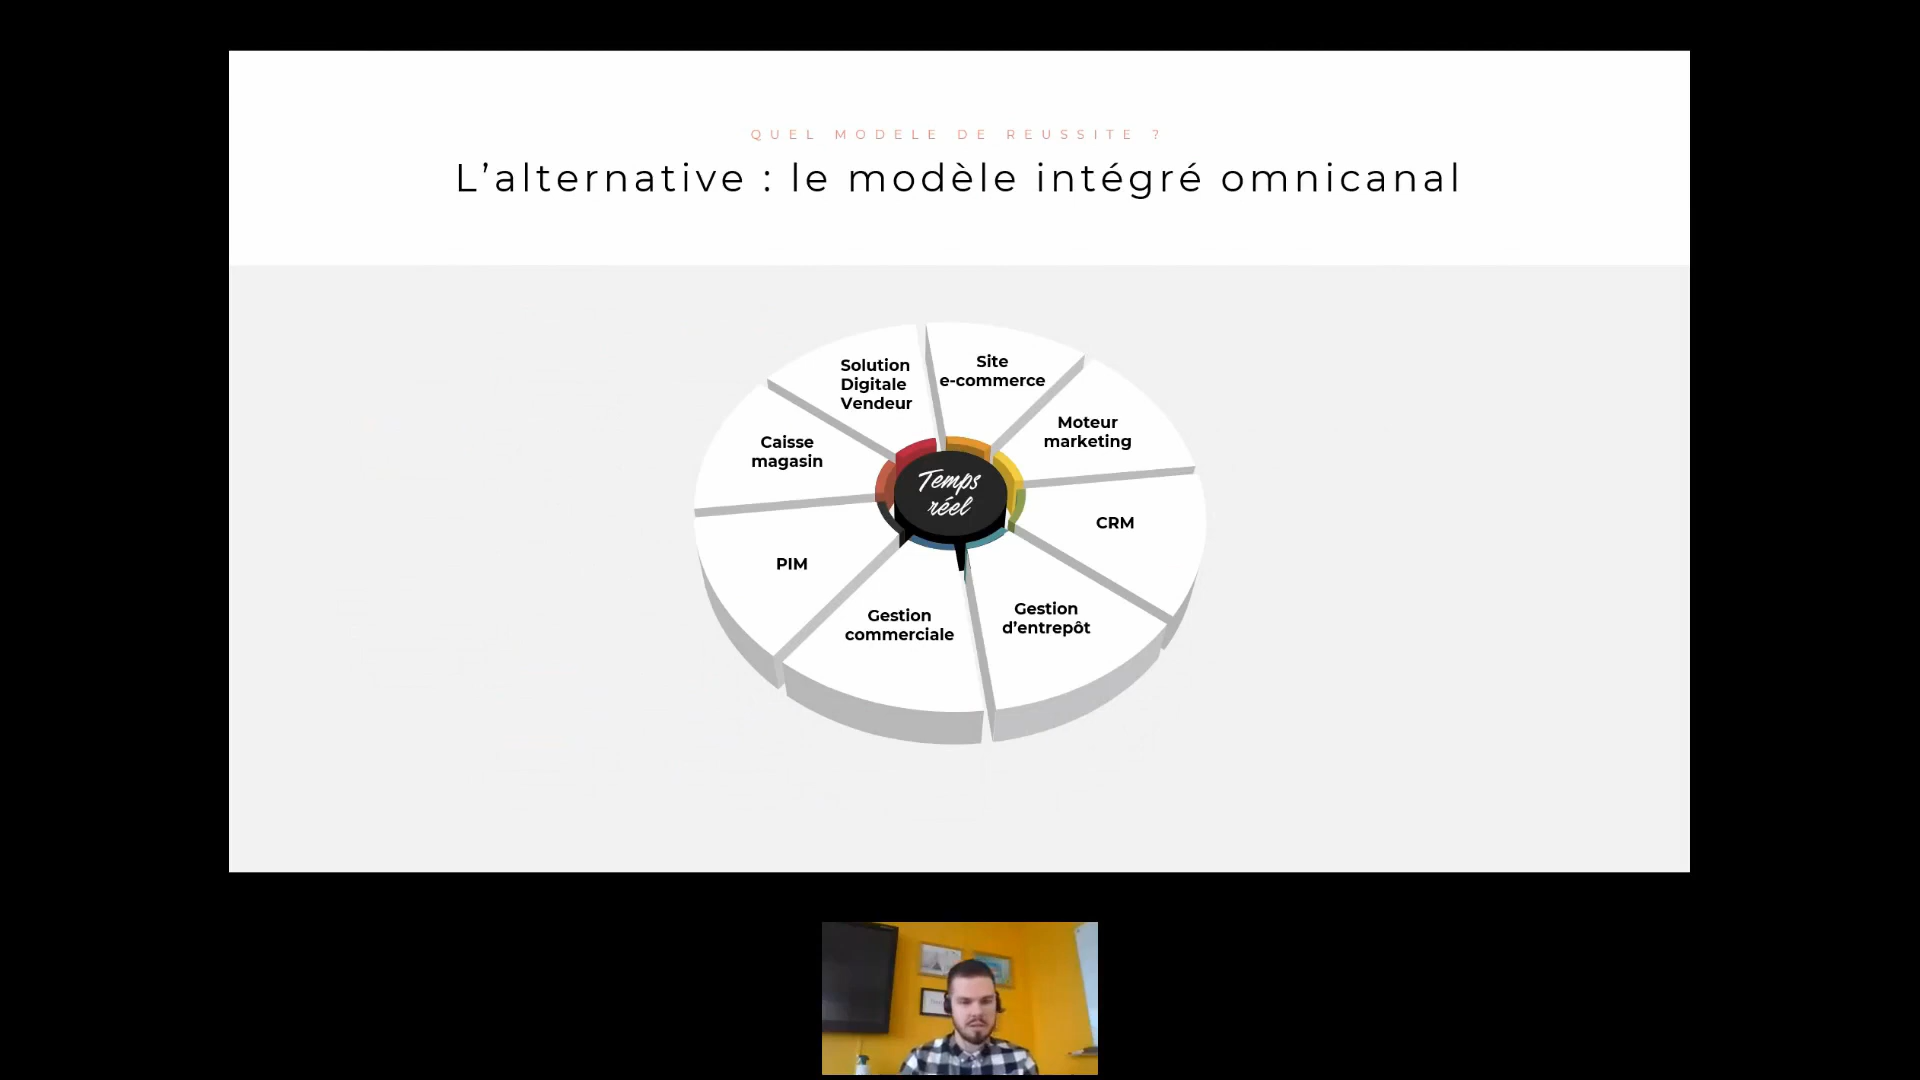 QUEL MODELE DE REUSSITE ?
L’alternative : le modèle intégré omnicanal
Solution
Digitale
Vendeur
Site
e-commerce
Moteur
marketing
Caisse
magasin
Temps
réel
CRM
PIM
Gestion
commerciale
Gestion
d’entrepôt